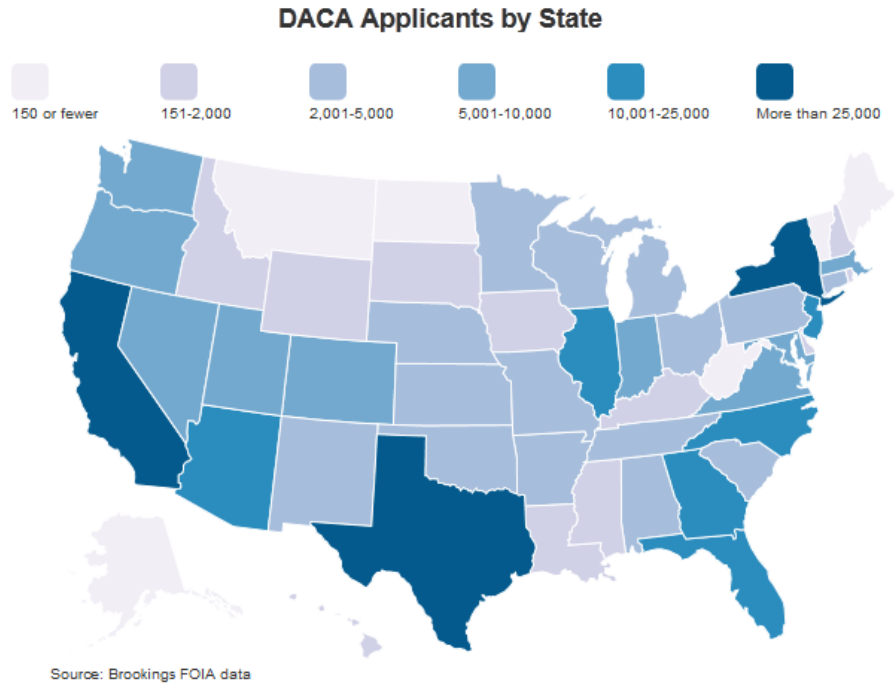 DACA Applicants by State
150 or fewer
151-2,000
2,001-5,000
5,001-10,000
10,001-25,000
More than 25,000
Source: Brookings FOIA data